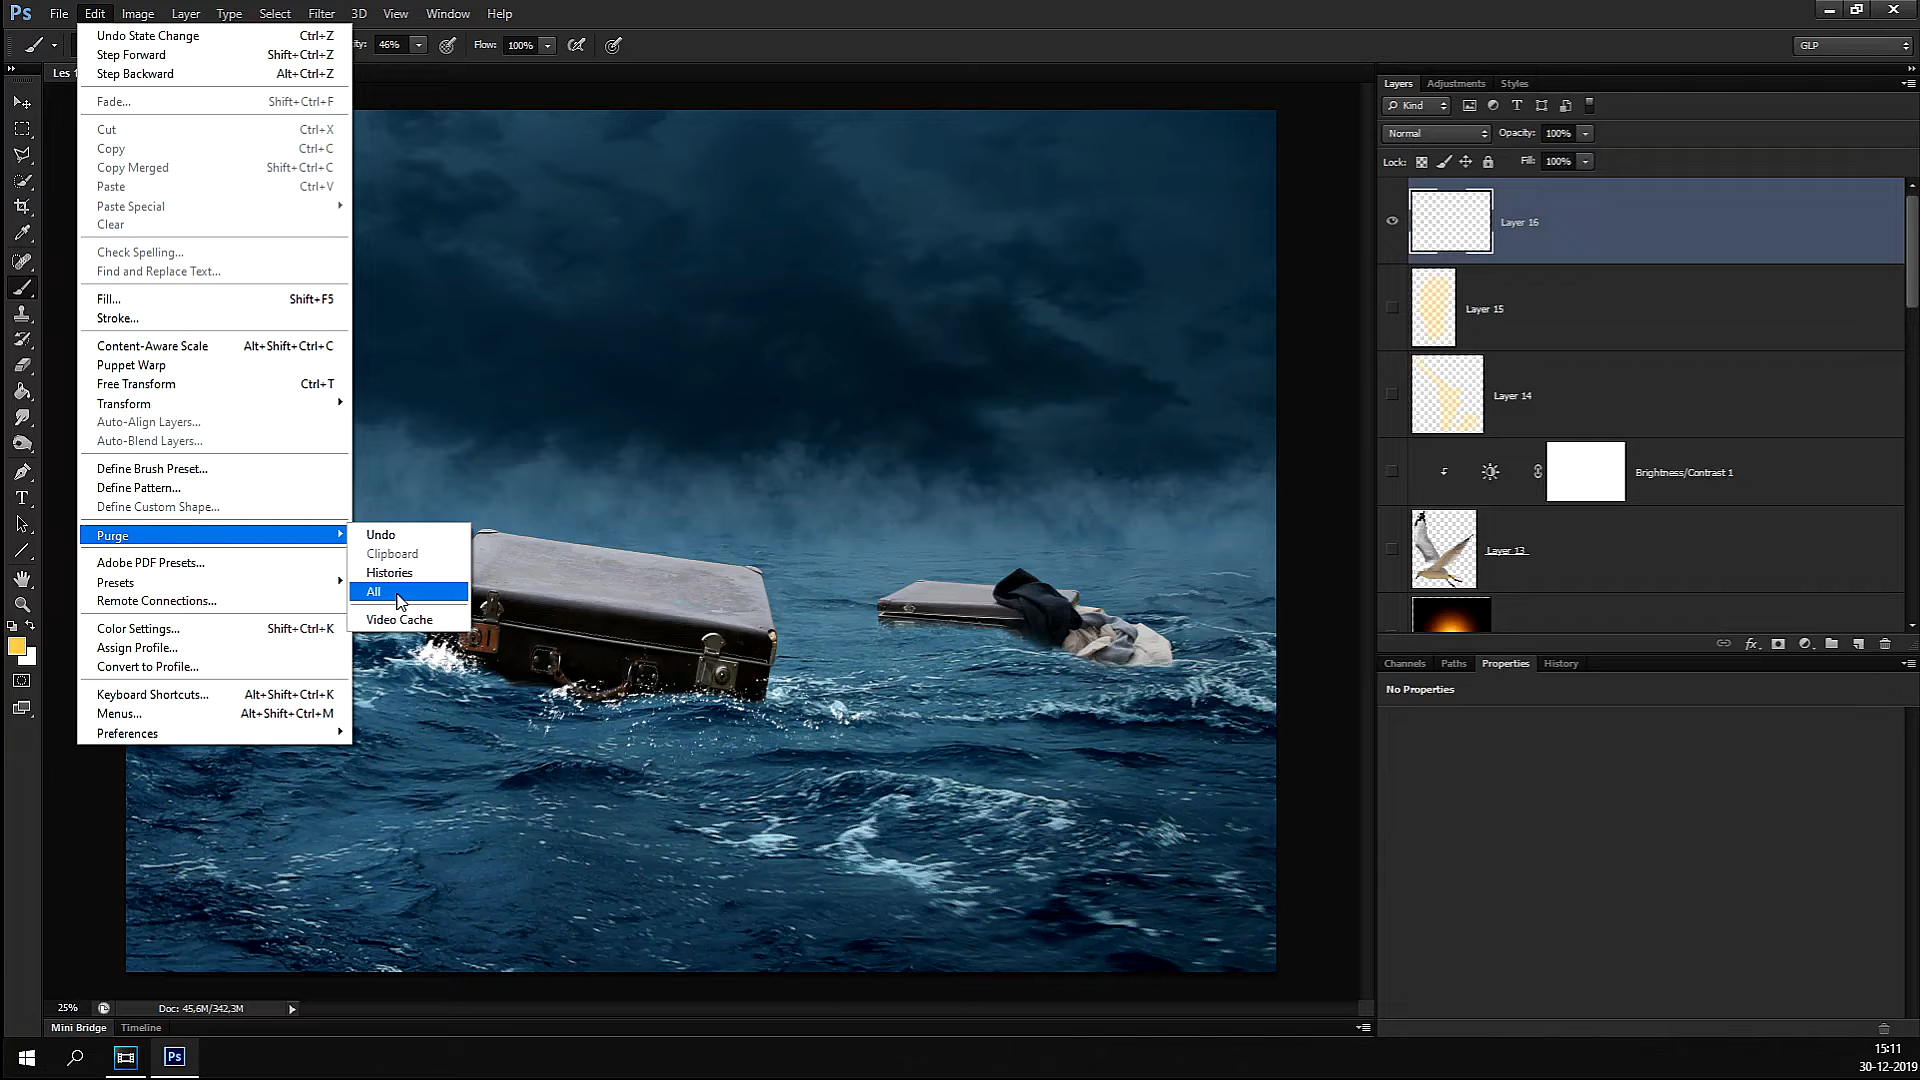 Ps File Edit Image Layer Type Select Filter 3D View Window Help
46% Flow: 100% GLP
Les 1
Undo State Change Ctrl+Z
Step Forward Shift+Ctrl+Z
Step Backward Alt+Ctrl+Z
Fade... Shift+Ctrl+F
Cut Ctrl+X
Copy Ctrl+C
Copy Merged Shift+Ctrl+C
Paste Ctrl+V
Paste Special
Clear
Check Spelling...
Find and Replace Text...
Fill... Shift+F5
Stroke...
Content-Aware Scale Alt+Shift+Ctrl+C
Puppet Warp
Free Transform Ctrl+T
Transform
Auto-Align Layers...
Auto-Blend Layers...
Define Brush Preset...
Define Pattern...
Define Custom Shape...
Purge
Adobe PDF Presets...
Presets
Remote Connections...
Color Settings... Shift+Ctrl+K
Assign Profile...
Convert to Profile...
Keyboard Shortcuts... Alt+Shift+Ctrl+K
Menus... Alt+Shift+Ctrl+M
Preferences
Undo
Clipboard
Histories
All
Video Cache
Layers Adjustments Styles
Kind
Normal Opacity: 100%
Lock: Fill: 100%
Layer 16
Layer 15
Layer 14
Brightness/Contrast 1
Layer 13
Channels Paths Properties History
No Properties
25% Doc: 45,6M/342,3M
Mini Bridge Timeline
Ps
15:11
30-12-2019